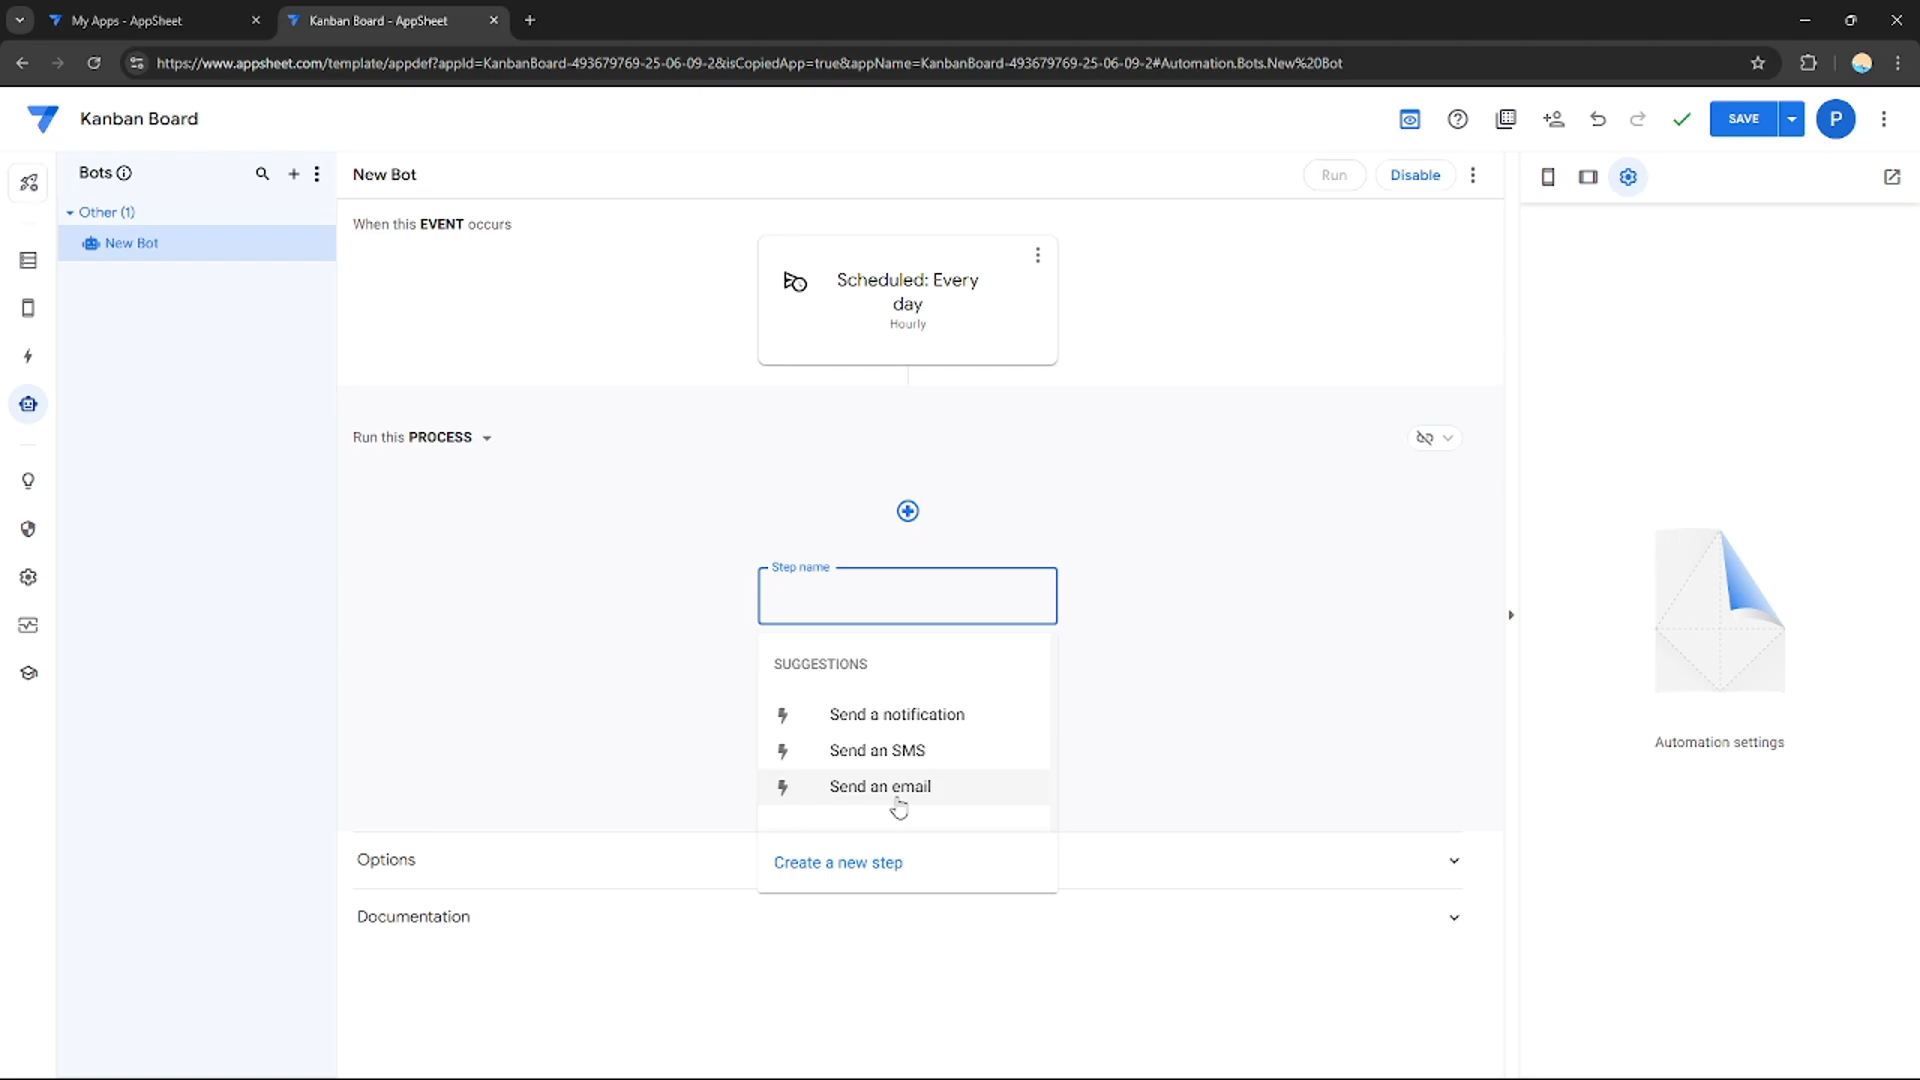 My Apps - AppSheet
Kanban Board - AppSheet
https://www.appsheet.com/template/appdef?appId=KanbanBoard-493679769-25-06-09-2&isCopiedApp=true&appName=KanbanBoard-493679769-25-06-09-2#Automation.Bots.New%20Bot
Kanban Board
SAVE
P
Bots
New Bot
Run
Disable
Other (1)
New Bot
When this EVENT occurs
Scheduled: Every
day
Hourly
Run this PROCESS
Step name
SUGGESTIONS
Send a notification
Send an SMS
Send an email
Create a new step
Options
Documentation
Automation settings